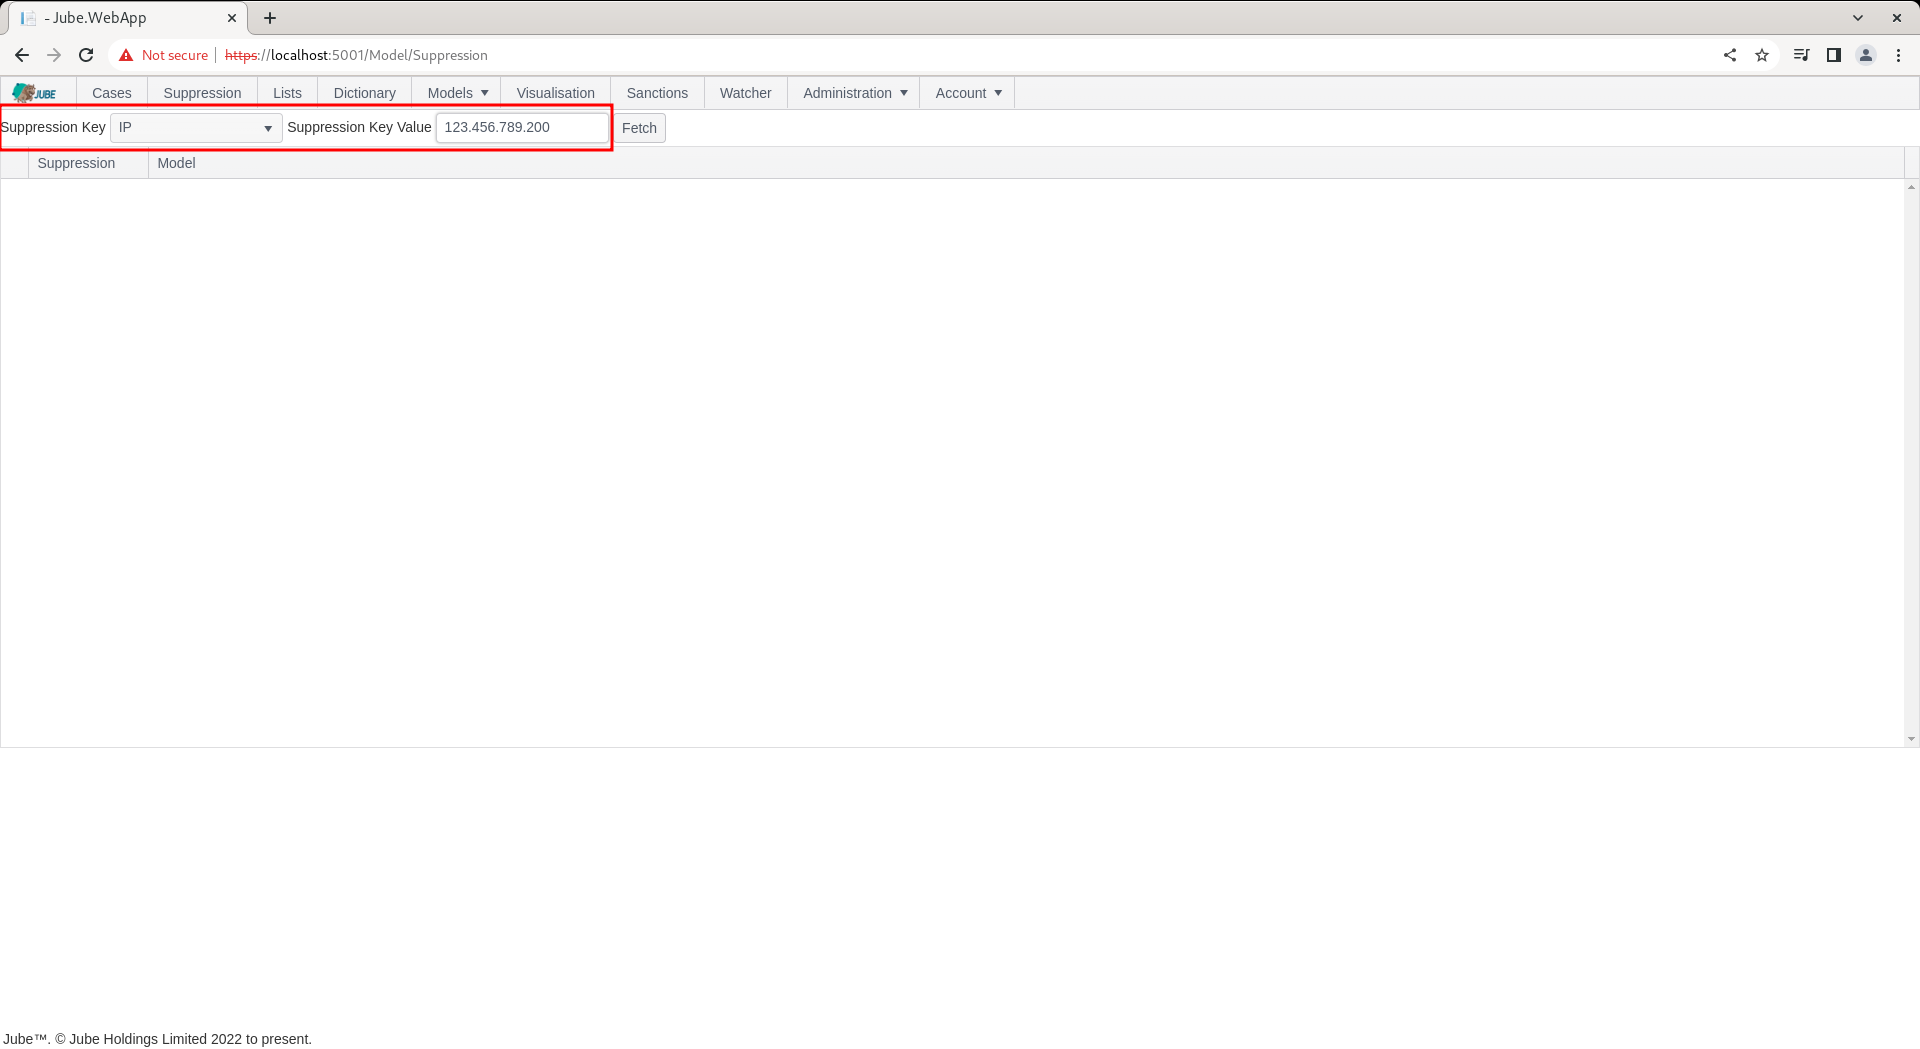 - Jube.WebApp
Not secure https://localhost:5001/Model/Suppression
JUBE Cases Suppression Lists Dictionary Models Visualisation Sanctions Watcher Administration Account
Suppression Key IP Suppression Key Value 123.456.789.200 Fetch
Suppression Model
Jube™. © Jube Holdings Limited 2022 to present.